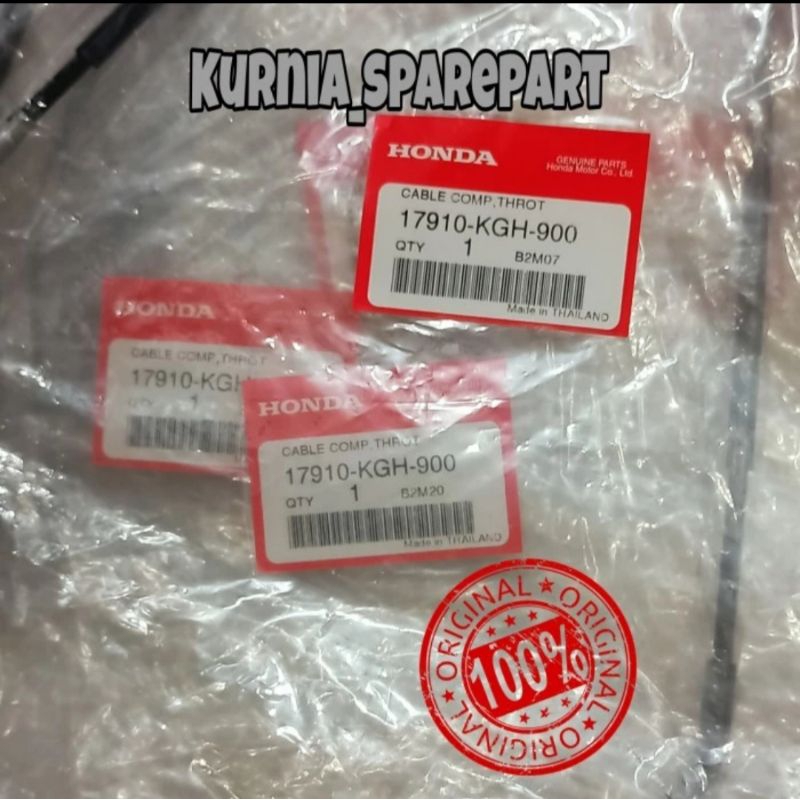 KURNIA_SPAREPART
HONDA
GENUINE PARTS
Honda Motor Co., Ltd.
CABLE COMP,THROT
17910-KGH-900
QTY 1 B2M07
Made in THAILAND
HONDA
CABLE COMP,THROT
17910-KGH
QTY 1
HONDA
CABLE COMP,THROT
17910-KGH-900
QTY 1 B2M20
Made in THAILAND
ORIGINAL ★ ORIGINAL ★ ORIGINAL ★ ORIGINAL ★
100%